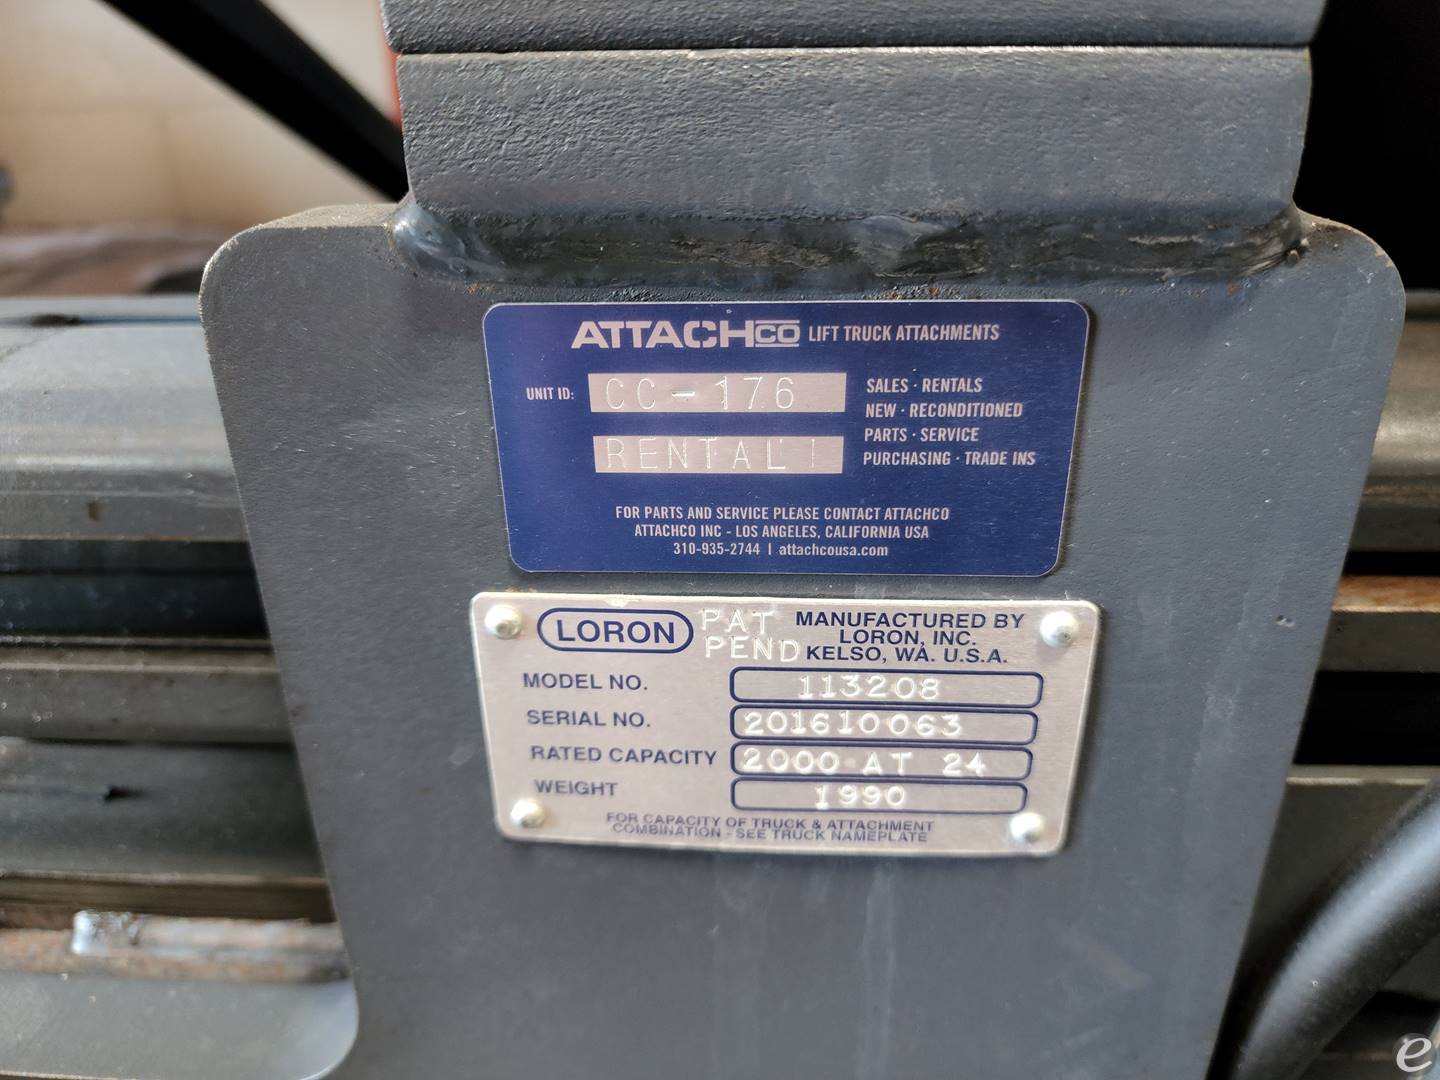 ATTACHCO LIFT TRUCK ATTACHMENTS
UNIT ID: CC-176
RENTAL
SALES · RENTALS
NEW · RECONDITIONED
PARTS · SERVICE
PURCHASING · TRADE INS
FOR PARTS AND SERVICE PLEASE CONTACT ATTACHCO
ATTACHCO INC - LOS ANGELES, CALIFORNIA USA
310-935-2744 | attachcousa.com
LORON
PAT
PEND
MANUFACTURED BY
LORON, INC.
KELSO, WA. U.S.A.
MODEL NO. 113208
SERIAL NO. 201610063
RATED CAPACITY 2000 AT 24
WEIGHT 1990
FOR CAPACITY OF TRUCK & ATTACHMENT
COMBINATION - SEE TRUCK NAMEPLATE
e